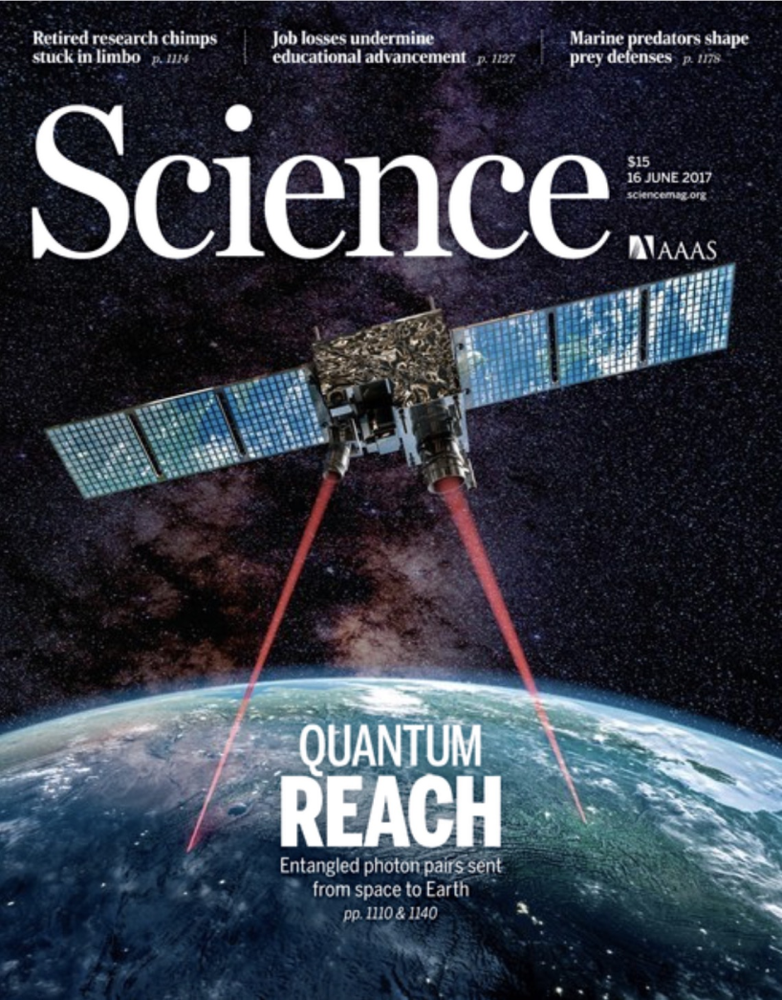 Retired research chimps
stuck in limbo p. 1114
Job losses undermine
educational advancement p. 1127
Marine predators shape
prey defenses p. 1178
Science
$15
16 JUNE 2017
sciencemag.org
AAAS
QUANTUM
REACH
Entangled photon pairs sent
from space to Earth
pp. 1110 & 1140